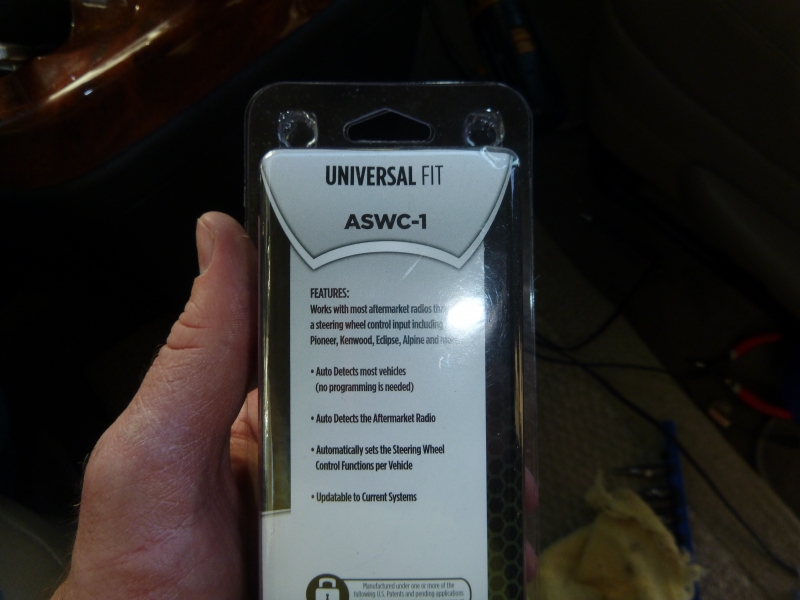 UNIVERSAL FIT
ASWC-1
FEATURES:
Works with most aftermarket radios
a steering wheel control input including
Pioneer, Kenwood, Eclipse, Alpine and
• Auto Detects most vehicles
(no programming is needed)
• Auto Detects the Aftermarket Radio
• Automatically sets the Steering Wheel
Control Functions per Vehicle
• Updatable to Current Systems
Manufactured under one or more of the
following U.S. Patents and pending applications